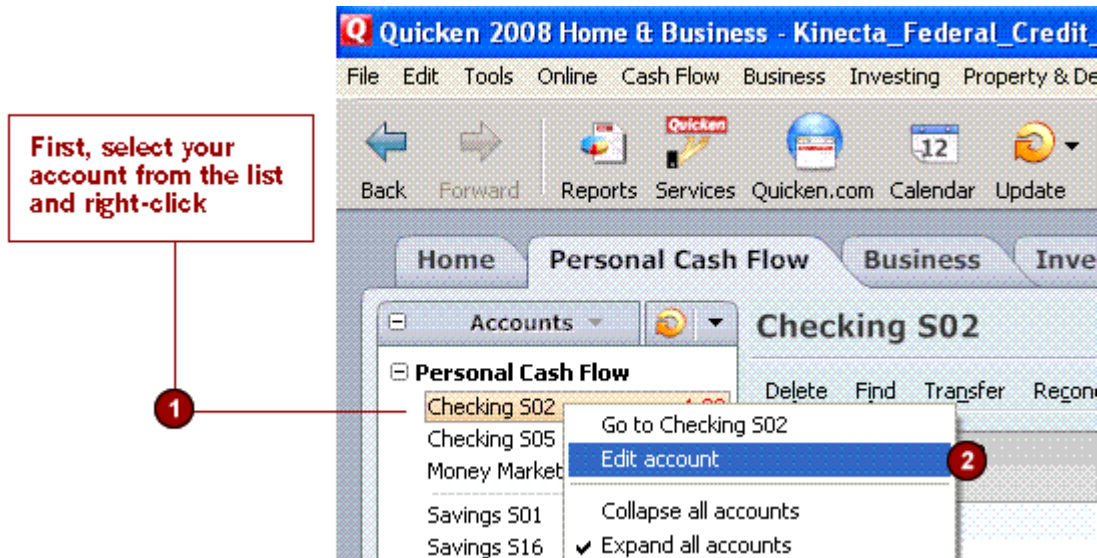 Quicken 2008 Home & Business - Kinecta_Federal_Credit_
File Edit Tools Online Cash Flow Business Investing Property & De
First, select your
account from the list
and right-click
Quicken
12
Back Forward Reports Services Quicken.com Calendar Update
Home Personal Cash Flow Business Inve
Accounts
Checking S02
Personal Cash Flow
Delete Find Transfer Recon
1
Checking S02
Go to Checking S02
Checking S05
Edit account
2
Money Market
Savings S01
Collapse all accounts
Savings S16
Expand all accounts